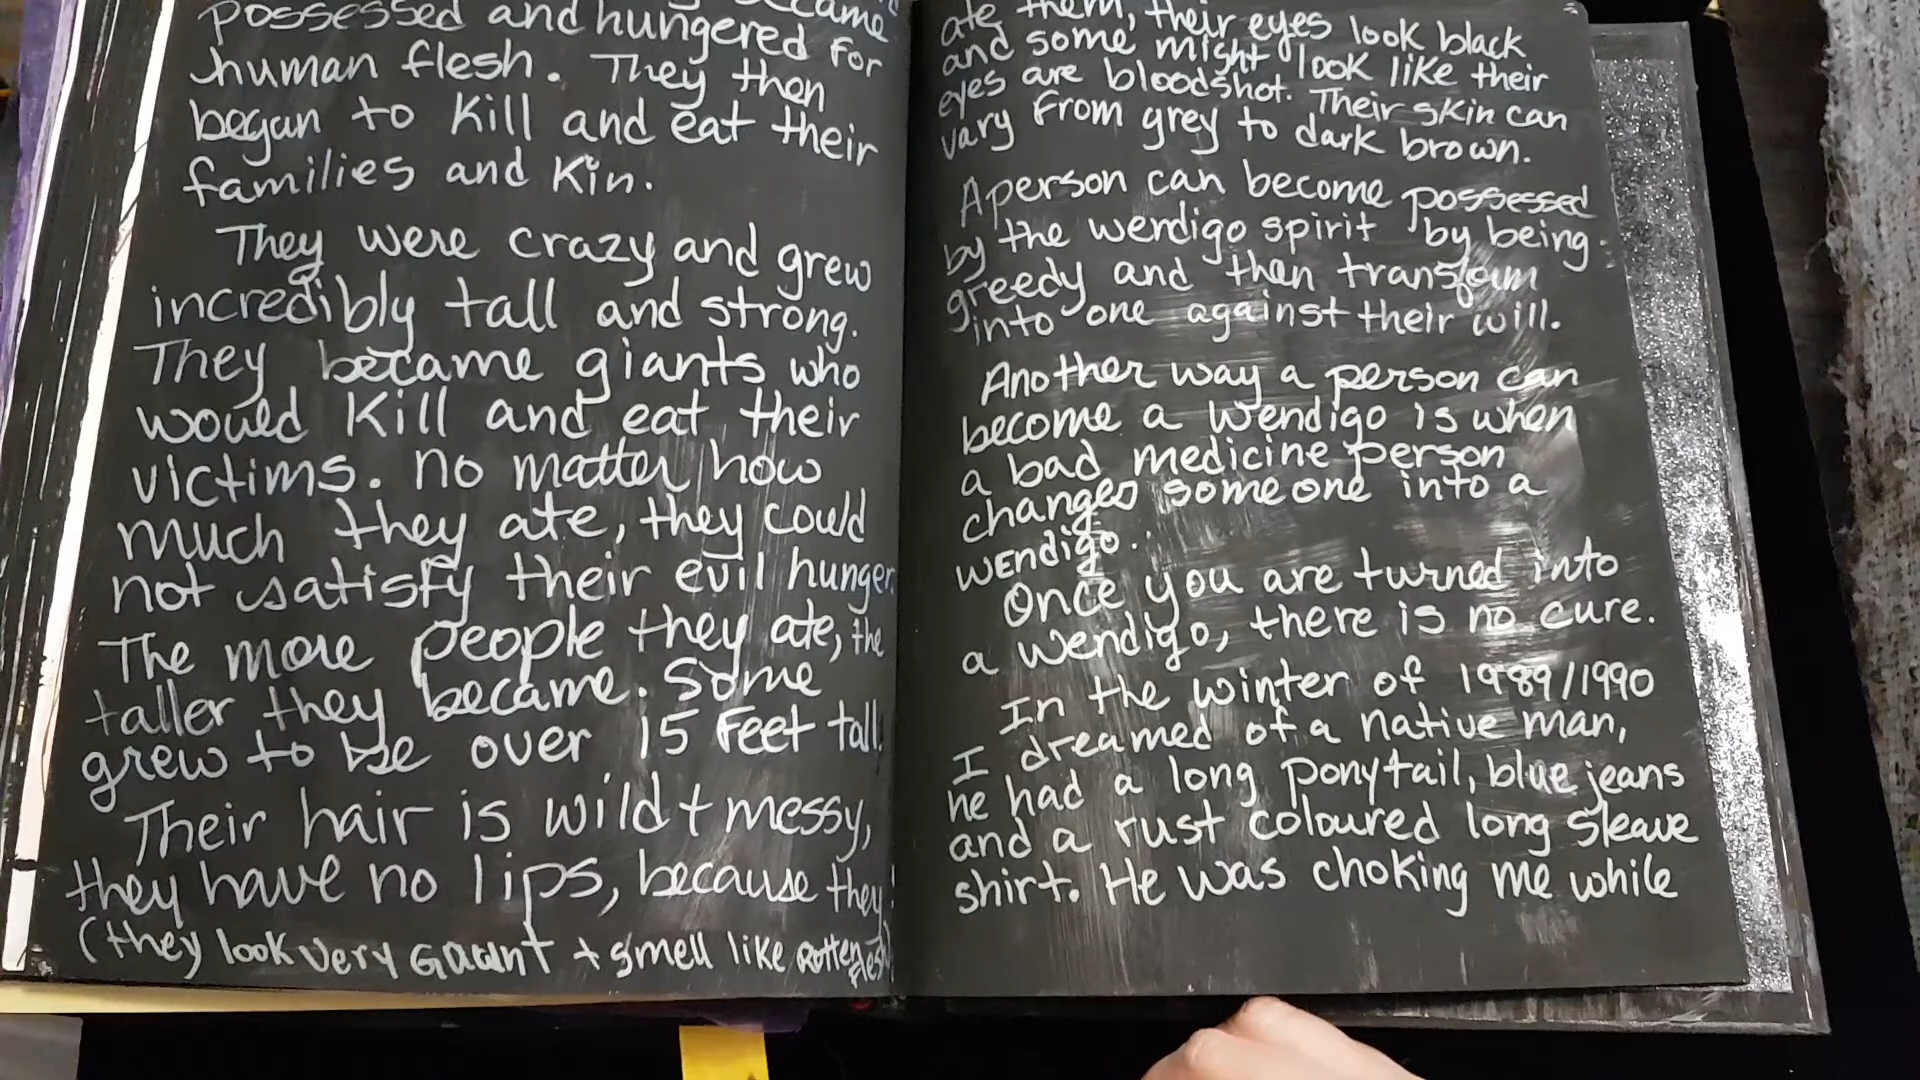 became
possessed and hungered for
human flesh. They then
began to kill and eat their
families and kin.
They were crazy and grew
incredibly tall and strong.
They became giants who
would kill and eat their
victims. no matter how
much they ate, they could
not satisfy their evil hunger.
The more people they ate, the
taller they became. Some
grew to be over 15 feet tall.
Their hair is wild + messy,
they have no lips, because they
(they look very Gaunt + smell like Rotten flesh)
ate them, their eyes look black
and some might look like their
eyes are bloodshot. Their skin can
vary from grey to dark brown.
A person can become possessed
by the wendigo spirit by being
greedy and then transform
into one against their will.
Another way a person can
become a wendigo is when
a bad medicine person
changes someone into a
wendigo.
Once you are turned into
a wendigo, there is no cure.
In the winter of 1989/1990
I dreamed of a native man,
he had a long ponytail, blue jeans
and a rust coloured long sleave
shirt. He was choking me while